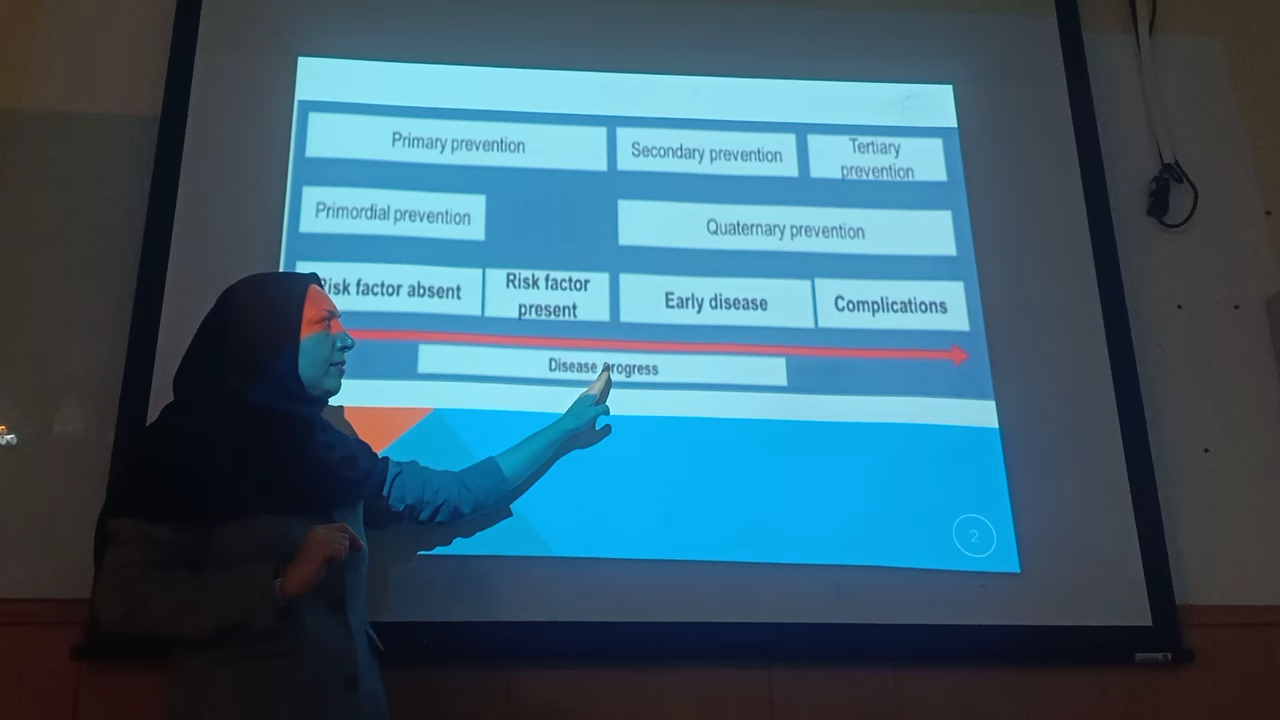 Primary prevention
Secondary prevention
Tertiary
prevention
Primordial prevention
Quaternary prevention
Risk factor absent
Risk factor
present
Early disease
Complications
Disease progress
2